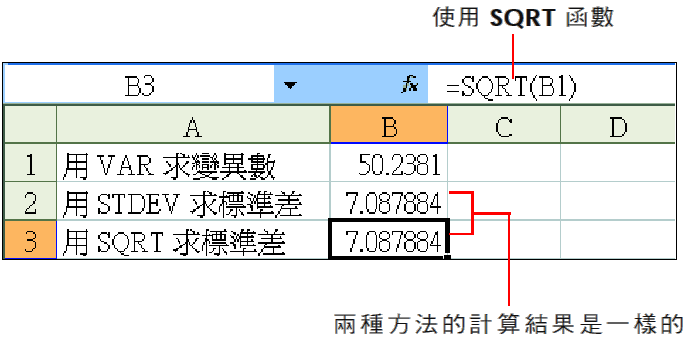 使用 SQRT 函數
B3 fx =SQRT(B1)
A B C D
1 用 VAR 求變異數 50.2381
2 用 STDEV 求標準差 7.087884
3 用 SQRT 求標準差 7.087884
兩種方法的計算結果是一樣的